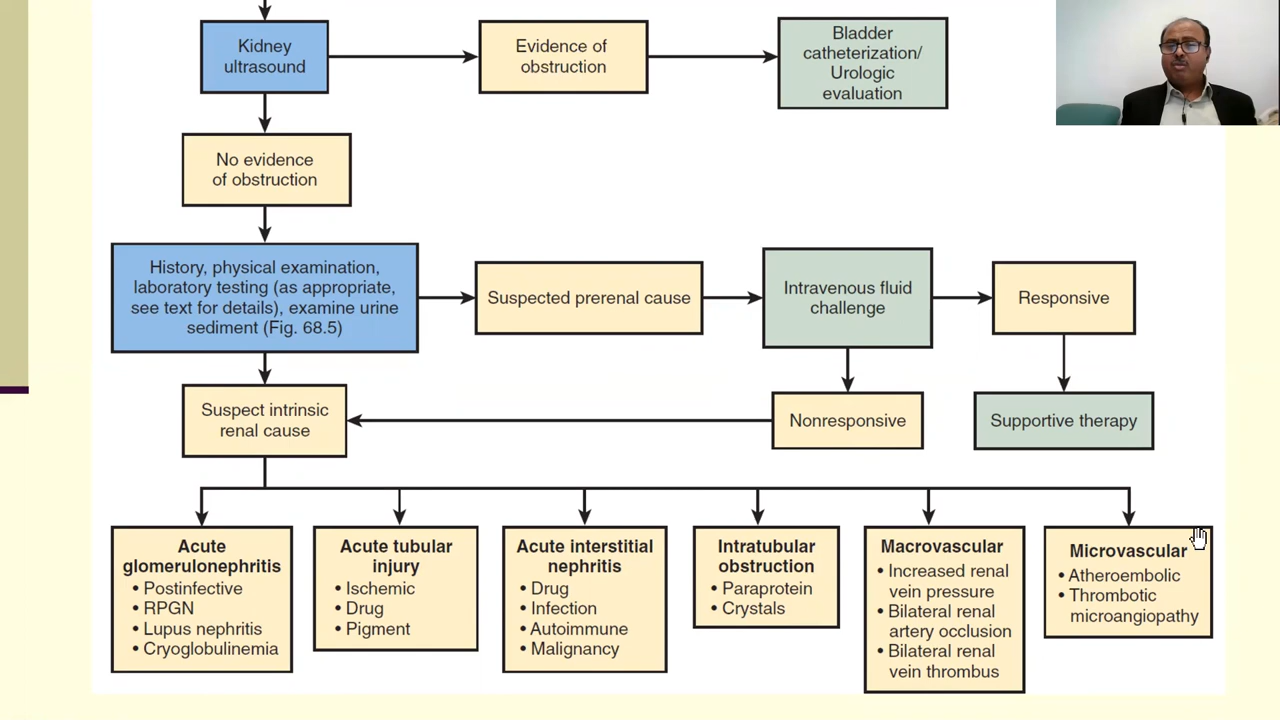 Kidney
ultrasound
Evidence of
obstruction
Bladder
catheterization/
Urologic
evaluation
No evidence
of obstruction
History, physical examination,
laboratory testing (as appropriate,
see text for details), examine urine
sediment (Fig. 68.5)
Suspected prerenal cause
Intravenous fluid
challenge
Responsive
Suspect intrinsic
renal cause
Nonresponsive
Supportive therapy
Acute
glomerulonephritis
• Postinfective
• RPGN
• Lupus nephritis
• Cryoglobulinemia
Acute tubular
injury
• Ischemic
• Drug
• Pigment
Acute interstitial
nephritis
• Drug
• Infection
• Autoimmune
• Malignancy
Intratubular
obstruction
• Paraprotein
• Crystals
Macrovascular
• Increased renal
vein pressure
• Bilateral renal
artery occlusion
• Bilateral renal
vein thrombus
Microvascular
• Atheroembolic
• Thrombotic
microangiopathy